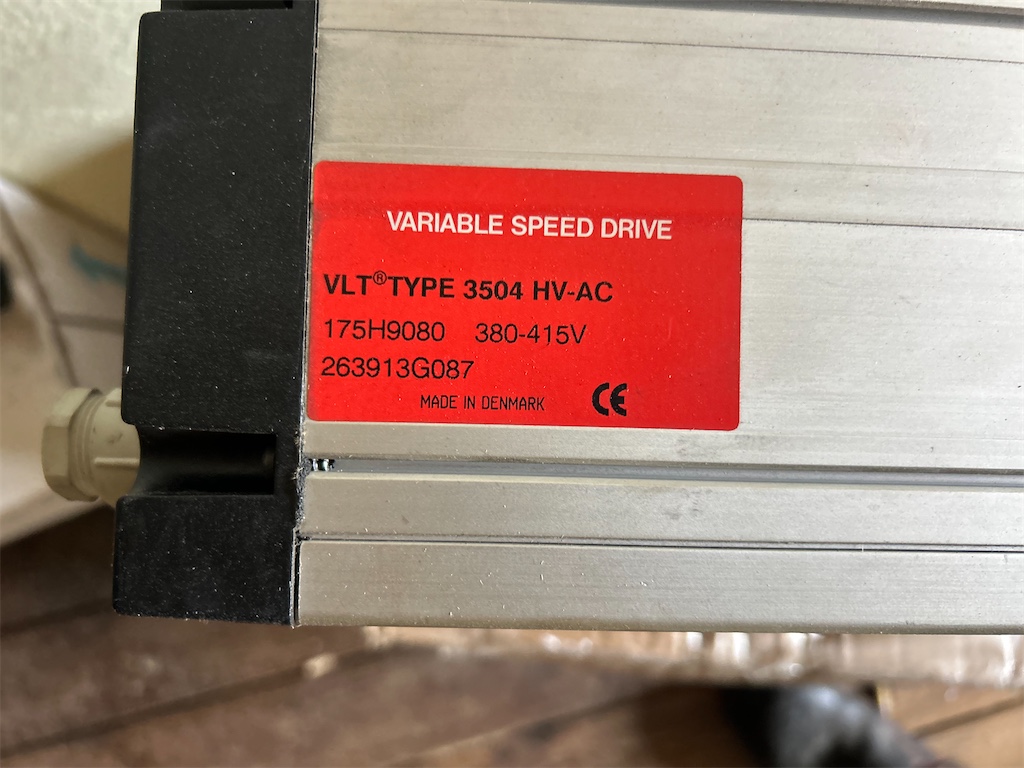 VARIABLE SPEED DRIVE
VLT®TYPE 3504 HV-AC
175H9080 380-415V
263913G087
MADE IN DENMARK CE